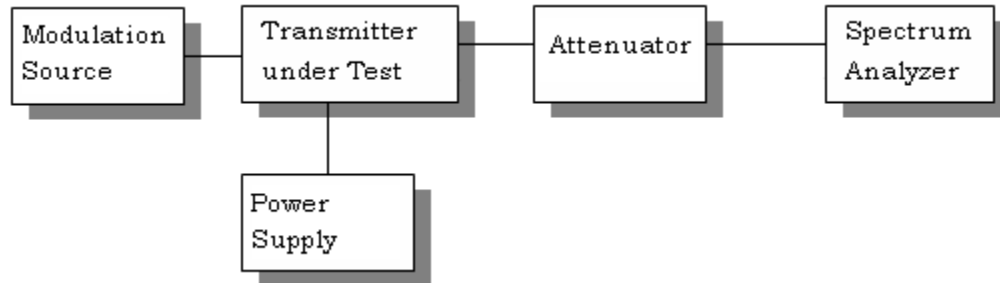 Modulation
Source
Transmitter
under Test
Attenuator
Spectrum
Analyzer
Power
Supply